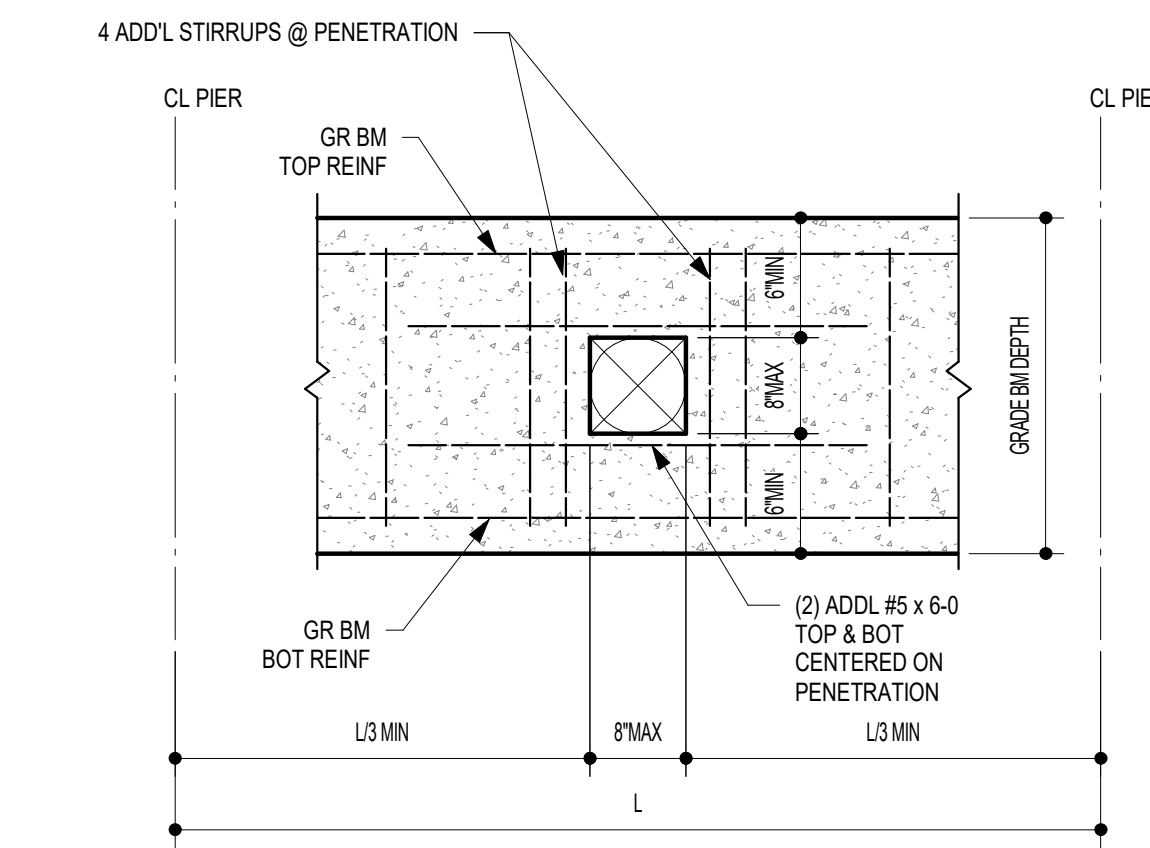 4 ADD'L STIRRUPS @ PENETRATION
CL PIER
CL PIE
GR BM
TOP REINF
6"MIN
8"MAX
6"MIN
GRADE BM DEPTH
GR BM
BOT REINF
(2) ADDL #5 x 6-0
TOP & BOT
CENTERED ON
PENETRATION
L/3 MIN
8"MAX
L/3 MIN
L